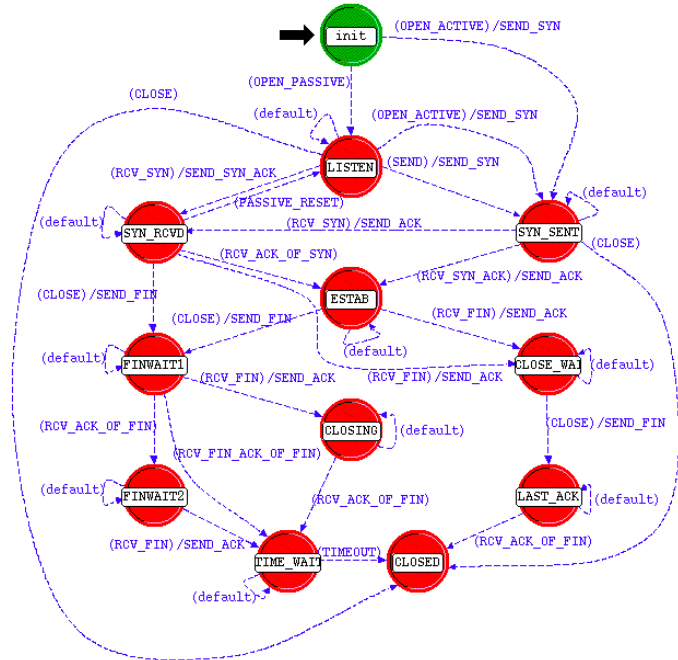 init
(OPEN_ACTIVE)/SEND_SYN
(OPEN_PASSIVE)
(CLOSE)
(default)
(OPEN_ACTIVE)/SEND_SYN
LISTEN
(RCV_SYN)/SEND_SYN_ACK
(SEND)/SEND_SYN
(default)
(PASSIVE_RESET)
(default)
SYN_RCVD
(RCV_SYN)/SEND_ACK
SYN_SENT
(CLOSE)
(RCV_ACK_OF_SYN)
(RCV_SYN_ACK)/SEND_ACK
(CLOSE)/SEND_FIN
ESTAB
(CLOSE)/SEND_FIN
(RCV_FIN)/SEND_ACK
(default)
(default)
FINWAIT1
CLOSE_WAI
(default)
(RCV_FIN)/SEND_ACK
(RCV_FIN)/SEND_ACK
(RCV_ACK_OF_FIN)
CLOSING
(default)
(CLOSE)/SEND_FIN
(RCV_FIN_ACK_OF_FIN)
(default)
FINWAIT2
(RCV_ACK_OF_FIN)
LAST_ACK
(default)
(RCV_FIN)/SEND_ACK
(RCV_ACK_OF_FIN)
TIME_WAIT
(TIMEOUT)
CLOSED
(default)